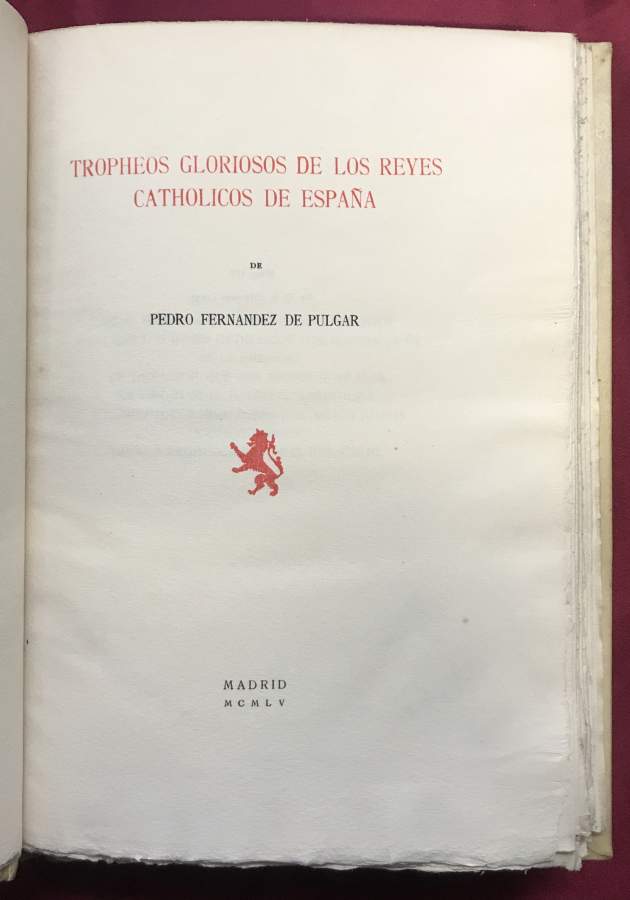 TROPHEOS GLORIOSOS DE LOS REYES
CATHOLICOS DE ESPAÑA
DE
PEDRO FERNANDEZ DE PULGAR
MADRID
MCMLV